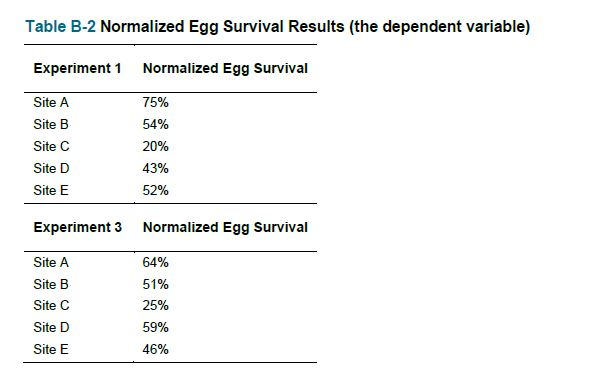 Table B-2 Normalized Egg Survival Results (the dependent variable)
Experiment 1 Normalized Egg Survival
Site A 75%
Site B 54%
Site C 20%
Site D 43%
Site E 52%
Experiment 3 Normalized Egg Survival
Site A 64%
Site B 51%
Site C 25%
Site D 59%
Site E 46%